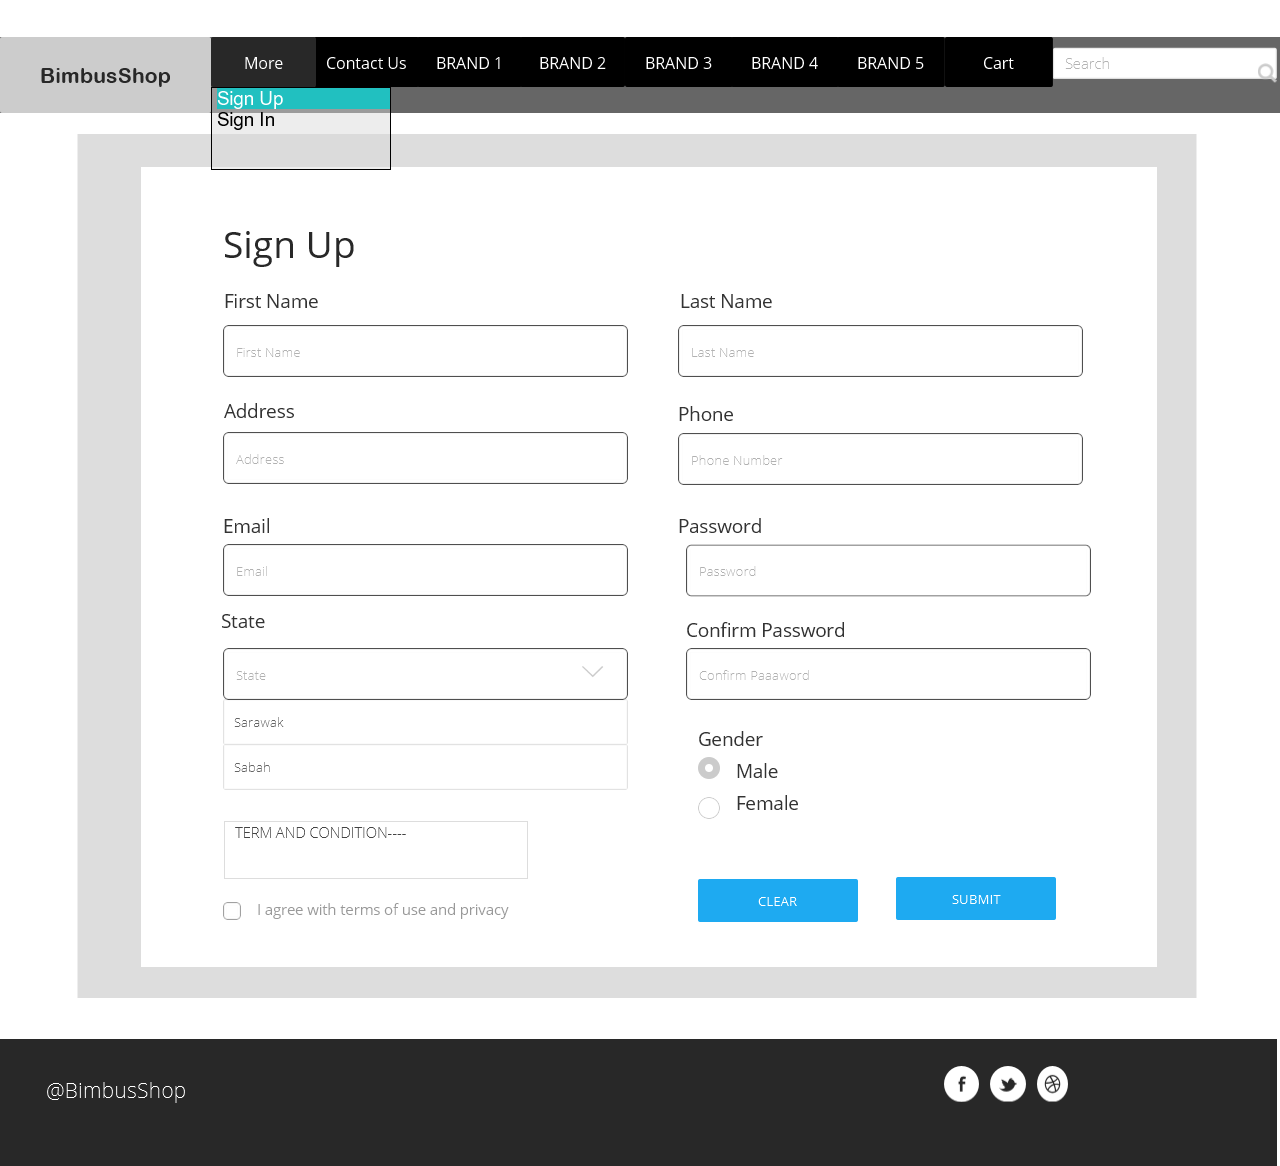 BimbusShop
More Contact Us BRAND 1 BRAND 2 BRAND 3 BRAND 4 BRAND 5 Cart Search
Sign Up
Sign In
Sign Up
First Name Last Name
First Name Last Name
Address Phone
Address Phone Number
Email Password
Email Password
State Confirm Password
State Confirm Paaaword
Sarawak
Sabah
Gender
Male
Female
TERM AND CONDITION----
I agree with terms of use and privacy
CLEAR SUBMIT
@BimbusShop